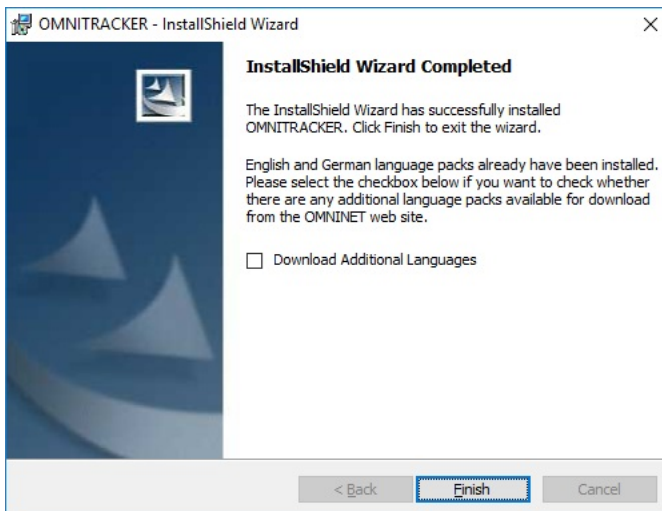 OMNITRACKER - InstallShield Wizard
InstallShield Wizard Completed
The InstallShield Wizard has successfully installed
OMNITRACKER. Click Finish to exit the wizard.
English and German language packs already have been installed.
Please select the checkbox below if you want to check whether
there are any additional language packs available for download
from the OMNINET web site.
Download Additional Languages
< Back
Finish
Cancel